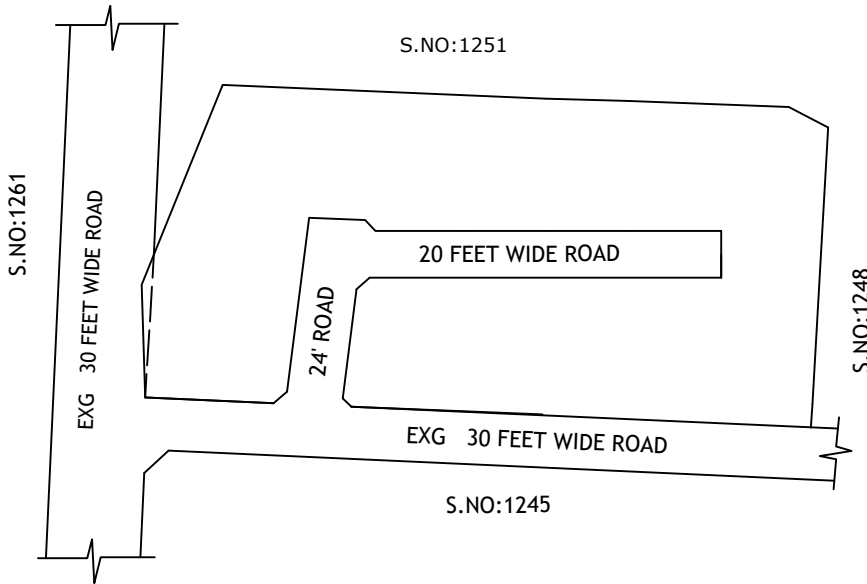 S.NO:1251
S.NO:1261
EXG 30 FEET WIDE ROAD
20 FEET WIDE ROAD
24' ROAD
S.NO:1248
EXG 30 FEET WIDE ROAD
S.NO:1245